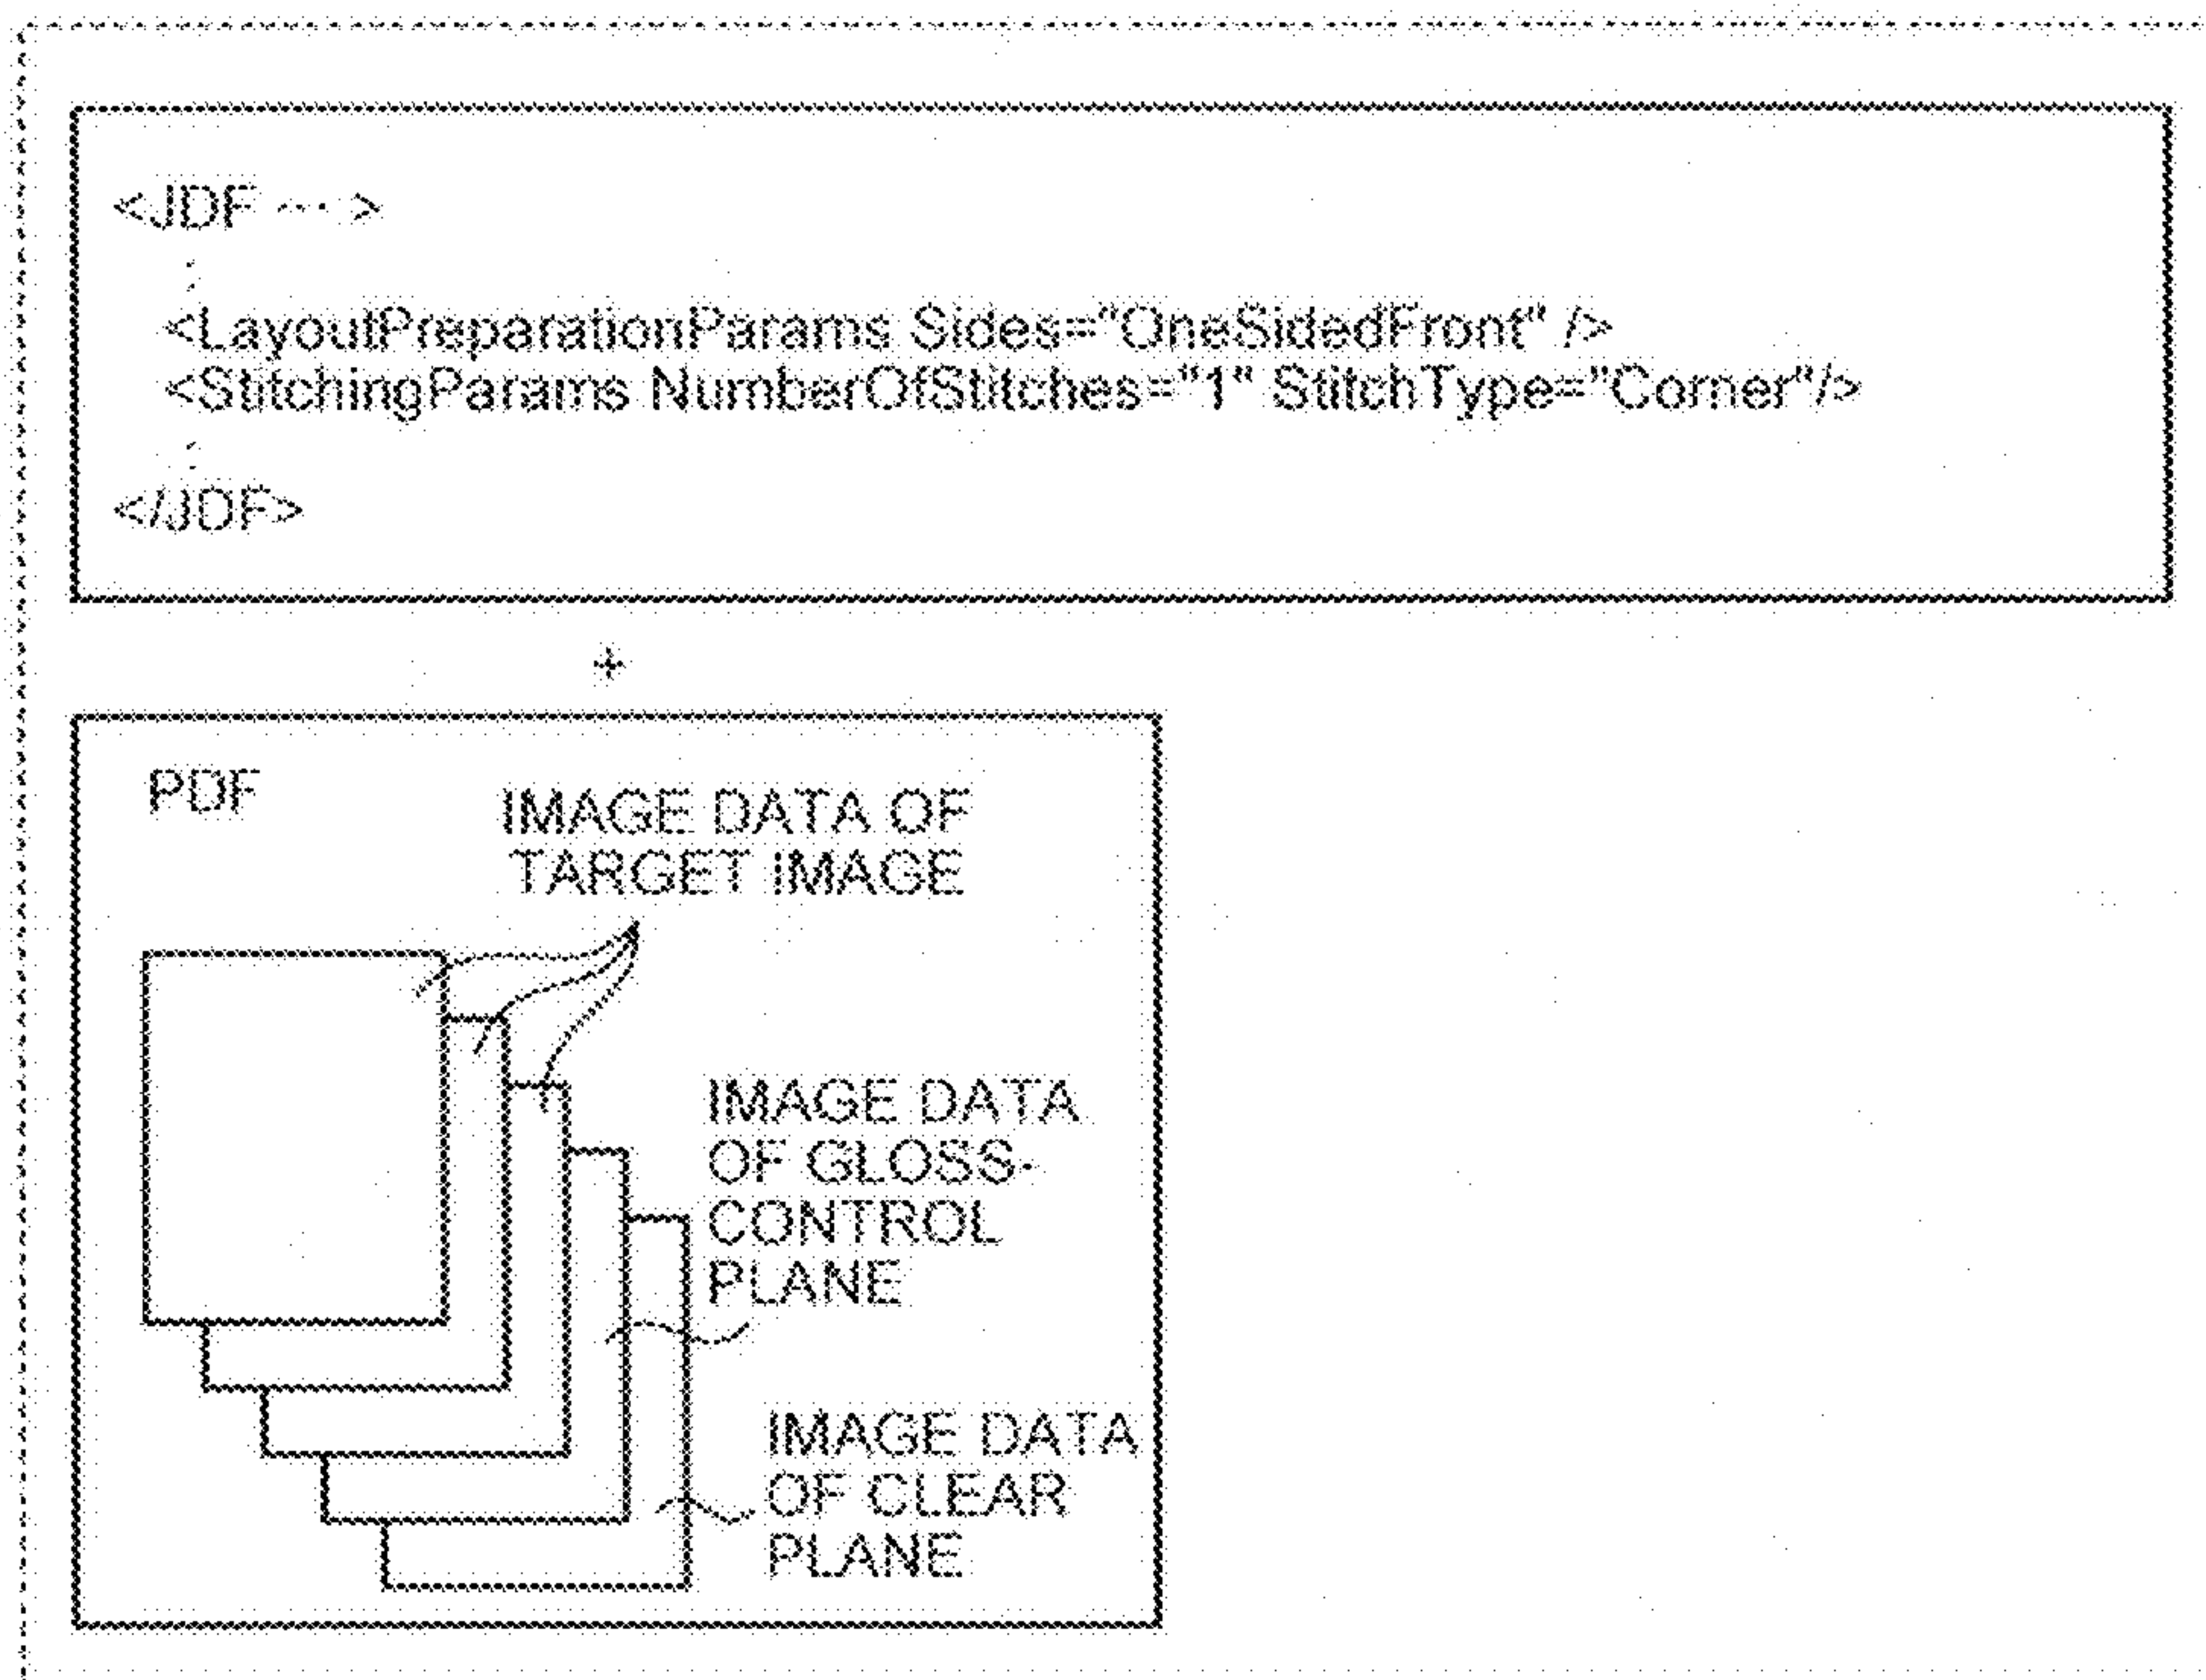 <JDF ··· >
:
<LayoutPreparationParams Sides="OneSidedFront" />
<StitchingParams NumberOfStitches="1" StitchType="Corner"/>
:
</JDF>
+
PDF
IMAGE DATA OF
TARGET IMAGE
IMAGE DATA
OF GLOSS-
CONTROL
PLANE
IMAGE DATA
OF CLEAR
PLANE